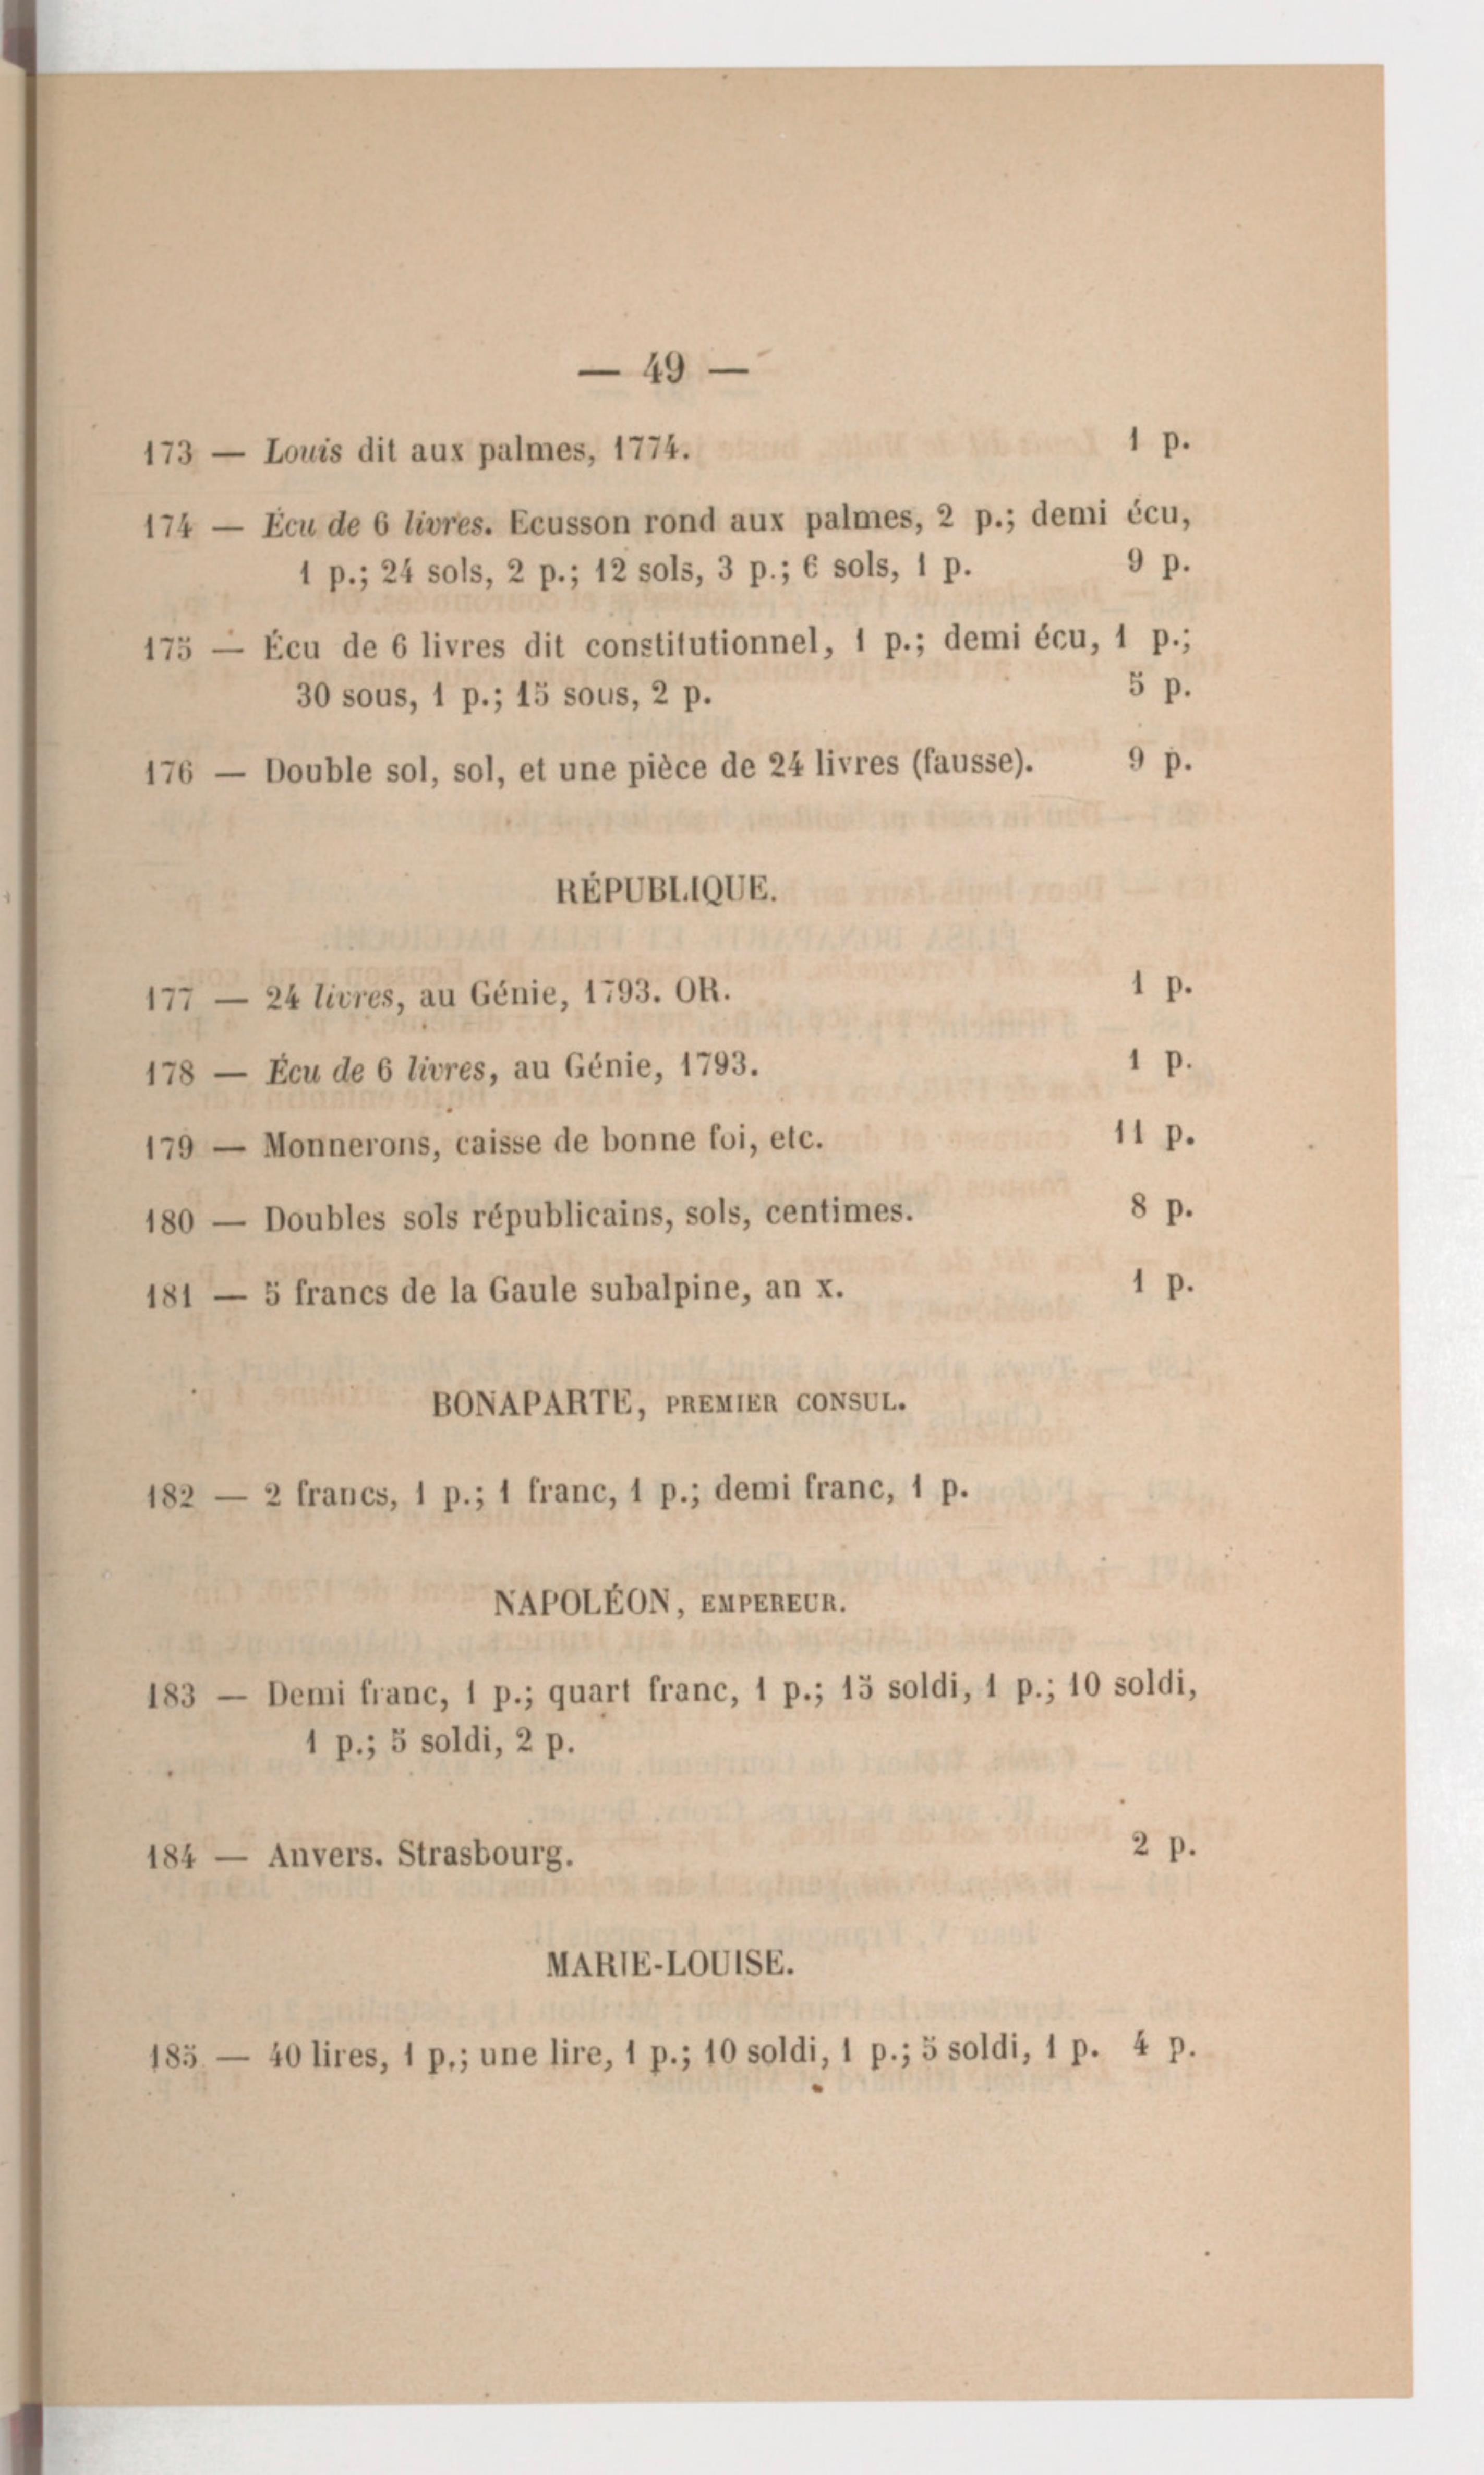 — 49 —
173 — Louis dit aux palmes, 1774. 1 p.
174 — Écu de 6 livres. Ecusson rond aux palmes, 2 p.; demi écu,
1 p.; 24 sols, 2 p.; 12 sols, 3 p.; 6 sols, 1 p. 9 p.
175 — Écu de 6 livres dit constitutionnel, 1 p.; demi écu, 1 p.;
30 sous, 1 p.; 15 sous, 2 p. 5 p.
176 — Double sol, sol, et une pièce de 24 livres (fausse). 9 p.
RÉPUBLIQUE.
177 — 24 livres, au Génie, 1793. OR. 1 p.
178 — Écu de 6 livres, au Génie, 1793. 1 p.
179 — Monnerons, caisse de bonne foi, etc. 11 p.
180 — Doubles sols républicains, sols, centimes. 8 p.
181 — 5 francs de la Gaule subalpine, an X. 1 p.
BONAPARTE, PREMIER CONSUL.
182 — 2 francs, 1 p.; 1 franc, 1 p.; demi franc, 1 p.
NAPOLÉON, EMPEREUR.
183 — Demi franc, 1 p.; quart franc, 1 p.; 15 soldi, 1 p.; 10 soldi,
1 p.; 5 soldi, 2 p.
184 — Anvers. Strasbourg. 2 p.
MARIE-LOUISE.
185 — 40 lires, 1 p.; une lire, 1 p.; 10 soldi, 1 p.; 5 soldi, 1 p. 4 p.